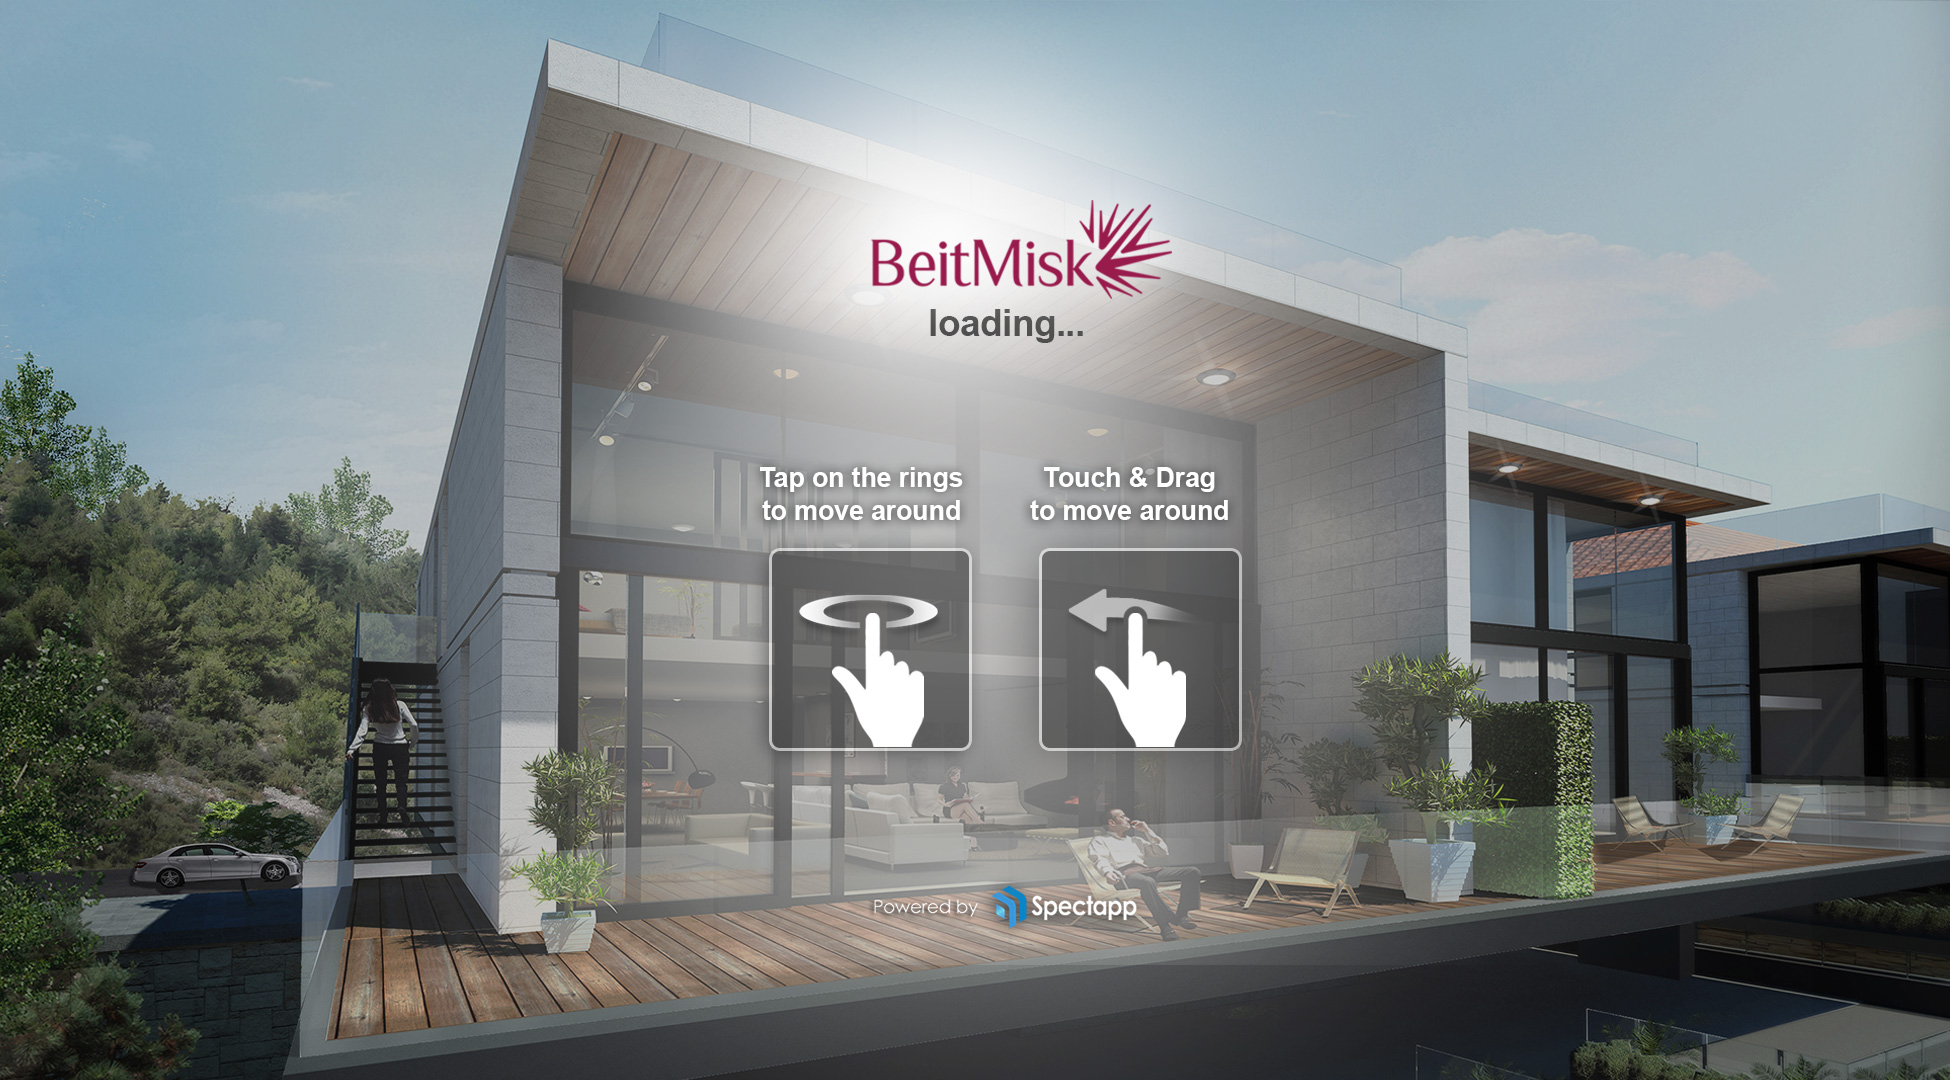 BeitMisk
loading...
Tap on the rings
to move around
Touch & Drag
to move around
Powered by Spectapp